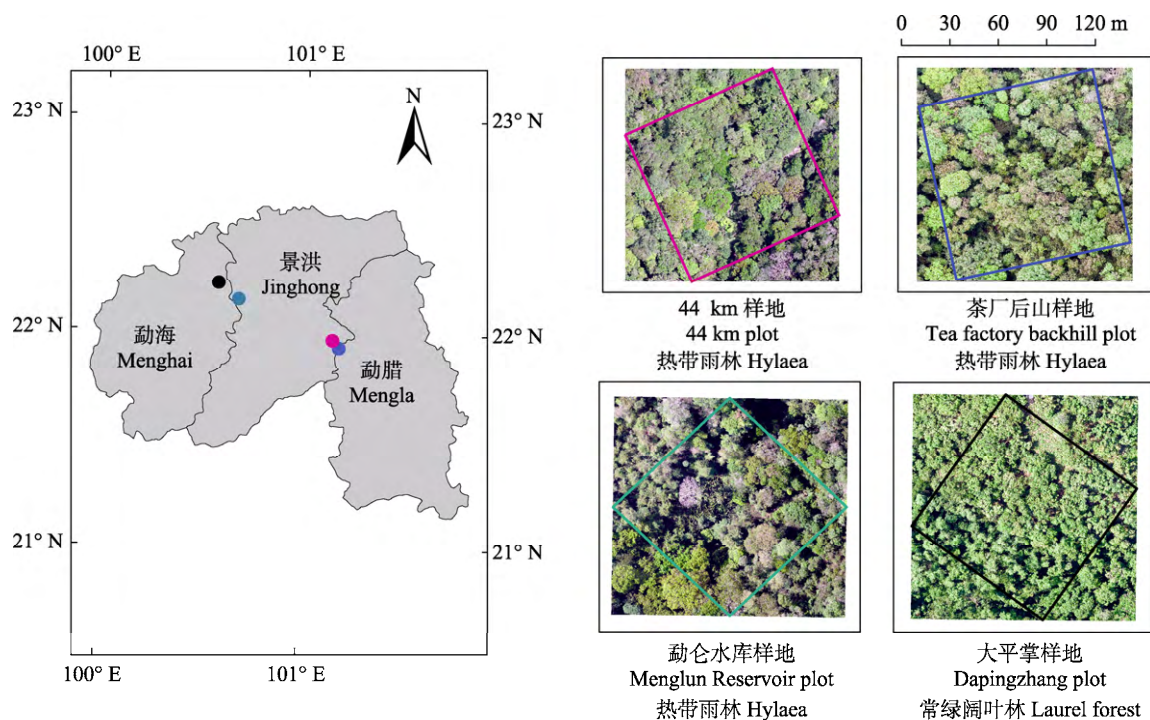 100° E
101° E
23° N
23° N
N
景洪
Jinghong
22° N
22° N
勐海
Menghai
勐腊
Mengla
21° N
21° N
100° E
101° E
0 30 60 90 120 m
44 km 样地
44 km plot
热带雨林 Hylaea
茶厂后山样地
Tea factory backhill plot
热带雨林 Hylaea
勐仑水库样地
Menglun Reservoir plot
热带雨林 Hylaea
大平掌样地
Dapingzhang plot
常绿阔叶林 Laurel forest